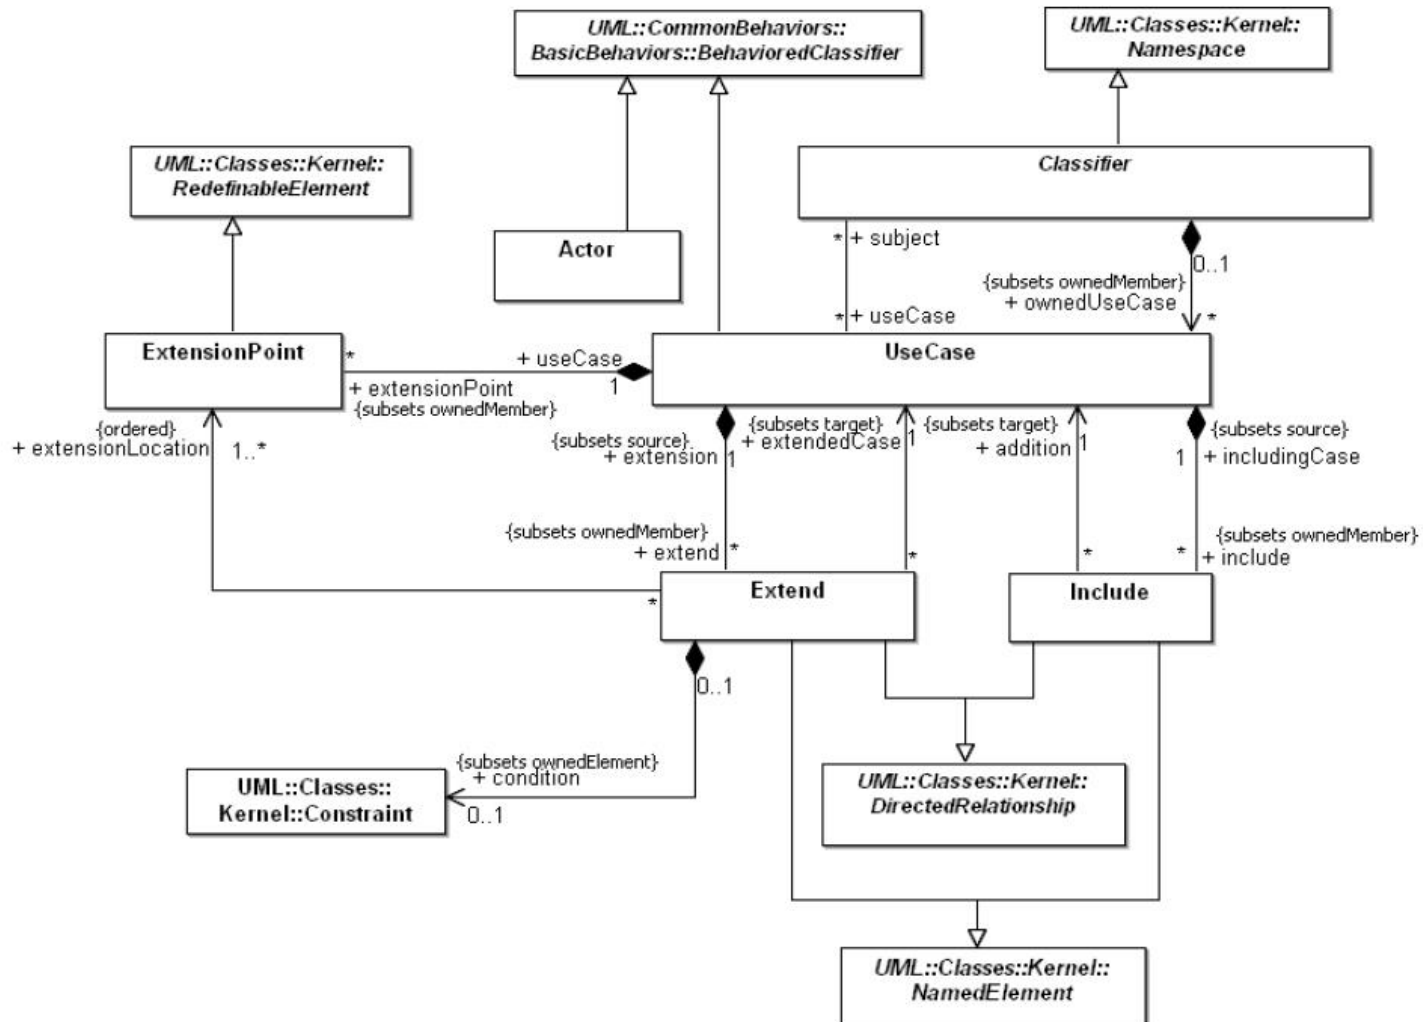 UML::CommonBehaviors::
BasicBehaviors::BehavioredClassifier
UML::Classes::Kernel::
Namespace
UML::Classes::Kernel::
RedefinableElement
Classifier
Actor
* + subject
0..1
{subsets ownedMember}
+ ownedUseCase *
* + useCase
ExtensionPoint
UseCase
* + useCase
+ extensionPoint 1
{subsets ownedMember}
{ordered}
+ extensionLocation 1..*
{subsets source}
+ extension 1
{subsets target}
+ extendedCase 1
{subsets target}
+ addition 1
{subsets source}
1 + includingCase
{subsets ownedMember}
+ extend *
*
*
{subsets ownedMember}
* + include
Extend
Include
*
0..1
{subsets ownedElement}
+ condition
0..1
UML::Classes::
Kernel::Constraint
UML::Classes::Kernel::
DirectedRelationship
UML::Classes::Kernel::
NamedElement